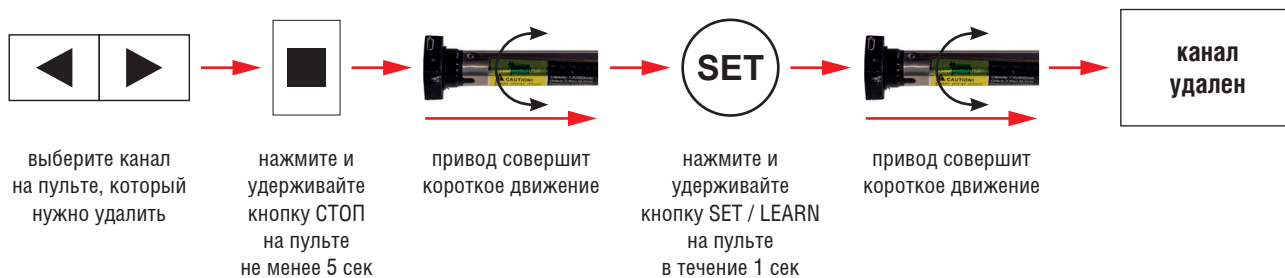 SET
канал
удален
CAUTION!
CAUTION!
выберите канал
на пульте, который
нужно удалить
нажмите и
удерживайте
кнопку СТОП
на пульте
не менее 5 сек
привод совершит
короткое движение
нажмите и
удерживайте
кнопку SET / LEARN
на пульте
в течение 1 сек
привод совершит
короткое движение